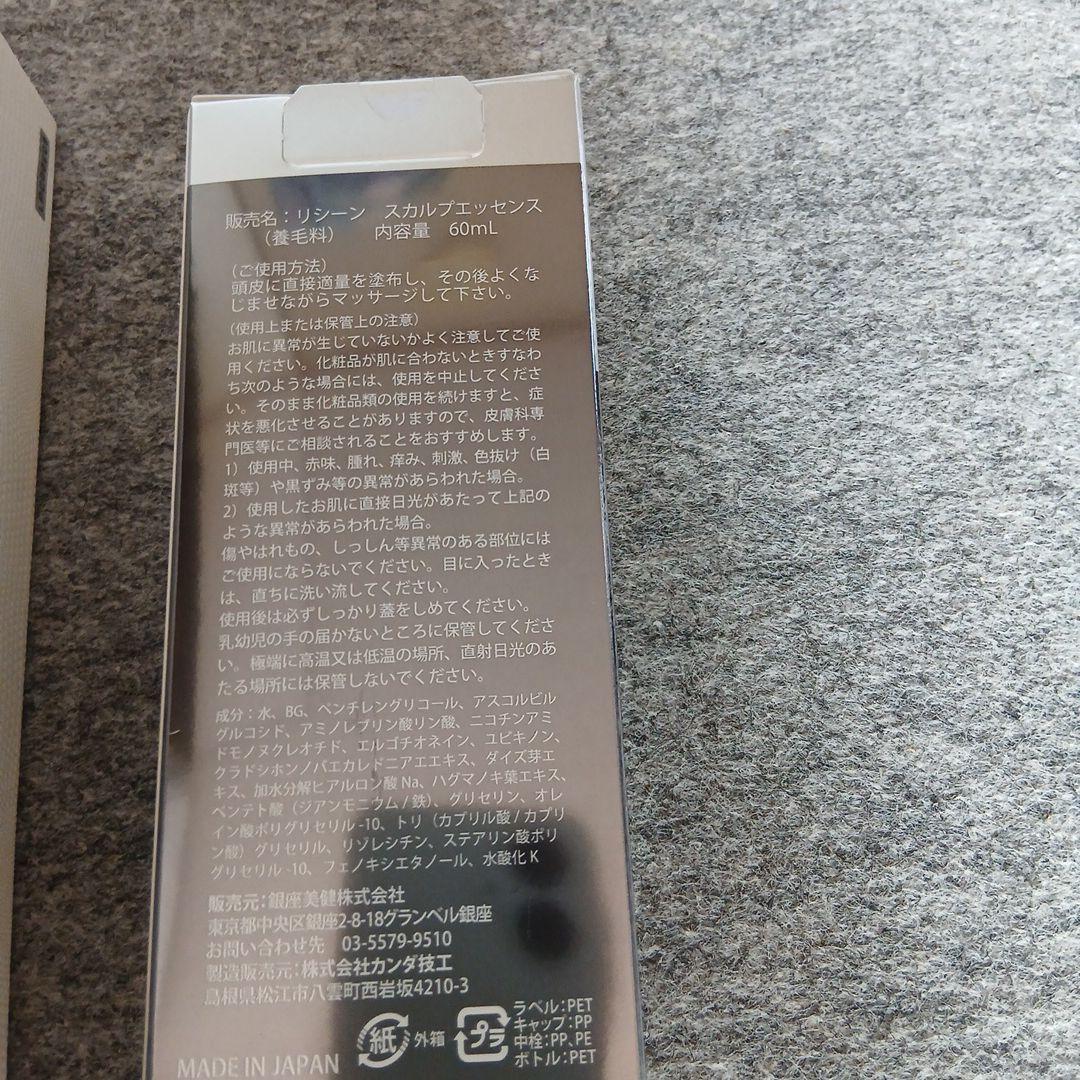 販売名：リシーン　スカルプエッセンス
（養毛料）　　内容量　60mL
（ご使用方法）
頭皮に直接適量を塗布し、その後よくな
じませながらマッサージして下さい。
（使用上または保管上の注意）
お肌に異常が生じていないかよく注意してご使
用ください。化粧品が肌に合わないときすなわ
ち次のような場合には、使用を中止してくださ
い。そのまま化粧品類の使用を続けますと、症
状を悪化させることがありますので、皮膚科専
門医等にご相談されることをおすすめします。
1）使用中、赤味、腫れ、痒み、刺激、色抜け（白
斑等）や黒ずみ等の異常があらわれた場合。
2）使用したお肌に直接日光があたって上記の
ような異常があらわれた場合。
傷やはれもの、しっしん等異常のある部位には
ご使用にならないでください。目に入ったとき
は、直ちに洗い流してください。
使用後は必ずしっかり蓋をしめてください。
乳幼児の手の届かないところに保管してくださ
い。極端に高温又は低温の場所、直射日光のあ
たる場所には保管しないでください。
成分：水、BG、ペンチレングリコール、アスコルビル
グルコシド、アミノレブリン酸リン酸、ニコチンアミ
ドモノヌクレオチド、エルゴチオネイン、ユビキノン、
クラドシホンノバエカレドニアエエキス、ダイズ芽エ
キス、加水分解ヒアルロン酸Na、ハグマノキ葉エキス、
ペンテト酸（ジアンモニウム/鉄）、グリセリン、オレ
イン酸ポリグリセリル-10、トリ（カプリル酸/カプリ
ン酸）グリセリル、リゾレシチン、ステアリン酸ポリ
グリセリル-10、フェノキシエタノール、水酸化K
販売元：銀座美健株式会社
東京都中央区銀座2-8-18グランベル銀座
お問い合わせ先　03-5579-9510
製造販売元：株式会社カンダ技工
島根県松江市八雲町西岩坂4210-3
紙 外箱
プラ
ラベル：PET
キャップ：PP
中栓：PP、PE
ボトル：PET
MADE IN JAPAN